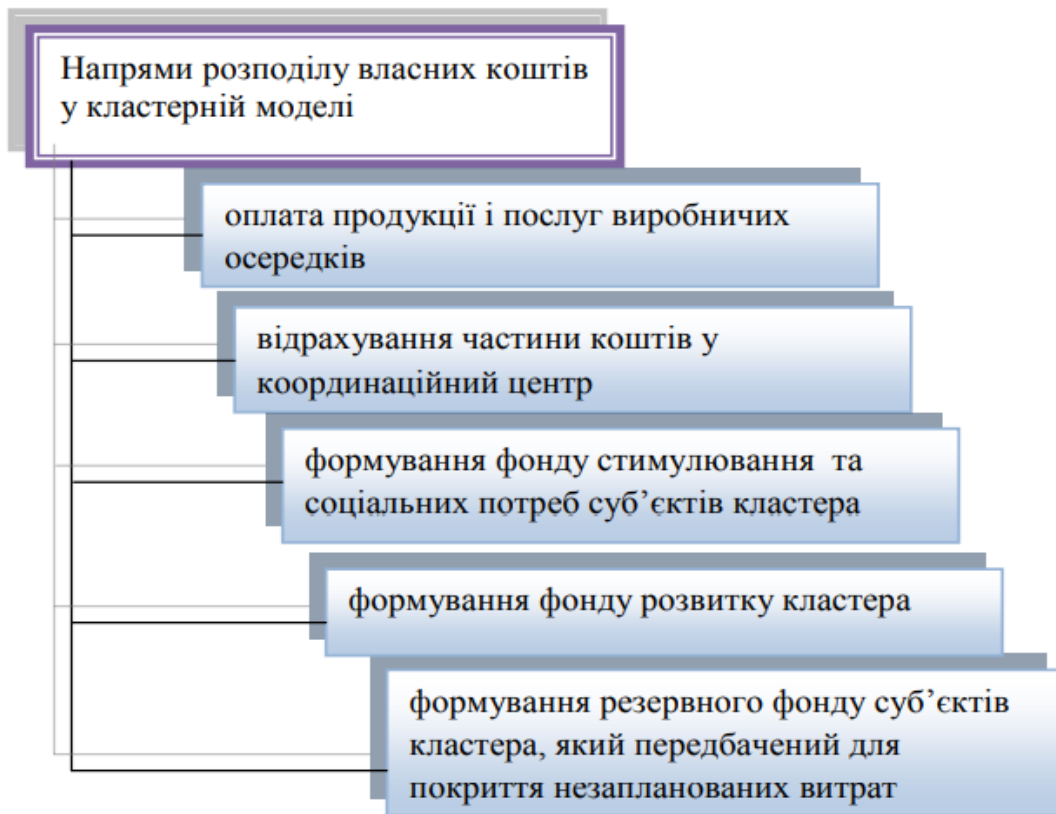 Напрями розподілу власних коштів
у кластерній моделі
оплата продукції і послуг виробничих
осередків
відрахування частини коштів у
координаційний центр
формування фонду стимулювання та
соціальних потреб суб’єктів кластера
формування фонду розвитку кластера
формування резервного фонду суб’єктів
кластера, який передбачений для
покриття незапланованих витрат